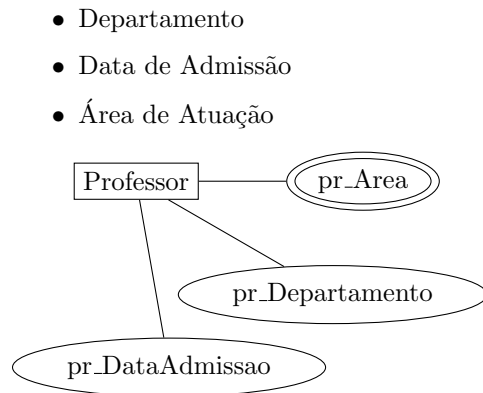 • Departamento
• Data de Admissão
• Área de Atuação
Professor
pr_Area
pr_Departamento
pr_DataAdmissao